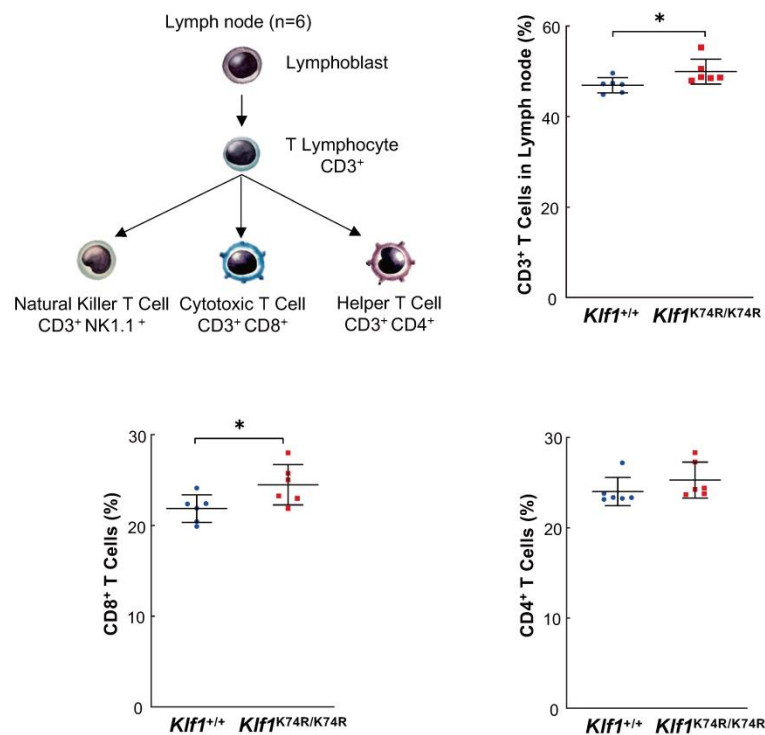 Lymph node (n=6)
Lymphoblast
T Lymphocyte
CD3⁺
Natural Killer T Cell
CD3⁺ NK1.1 ⁺
Cytotoxic T Cell
CD3⁺ CD8⁺
Helper T Cell
CD3⁺ CD4⁺
CD3⁺ T Cells in Lymph node (%)
60
40
20
0
*
Klf1⁺/⁺
Klf1ᴷ⁷⁴ᴿ/ᴷ⁷⁴ᴿ
CD8⁺ T Cells (%)
30
20
10
0
*
Klf1⁺/⁺
Klf1ᴷ⁷⁴ᴿ/ᴷ⁷⁴ᴿ
CD4⁺ T Cells (%)
30
20
10
0
Klf1⁺/⁺
Klf1ᴷ⁷⁴ᴿ/ᴷ⁷⁴ᴿ